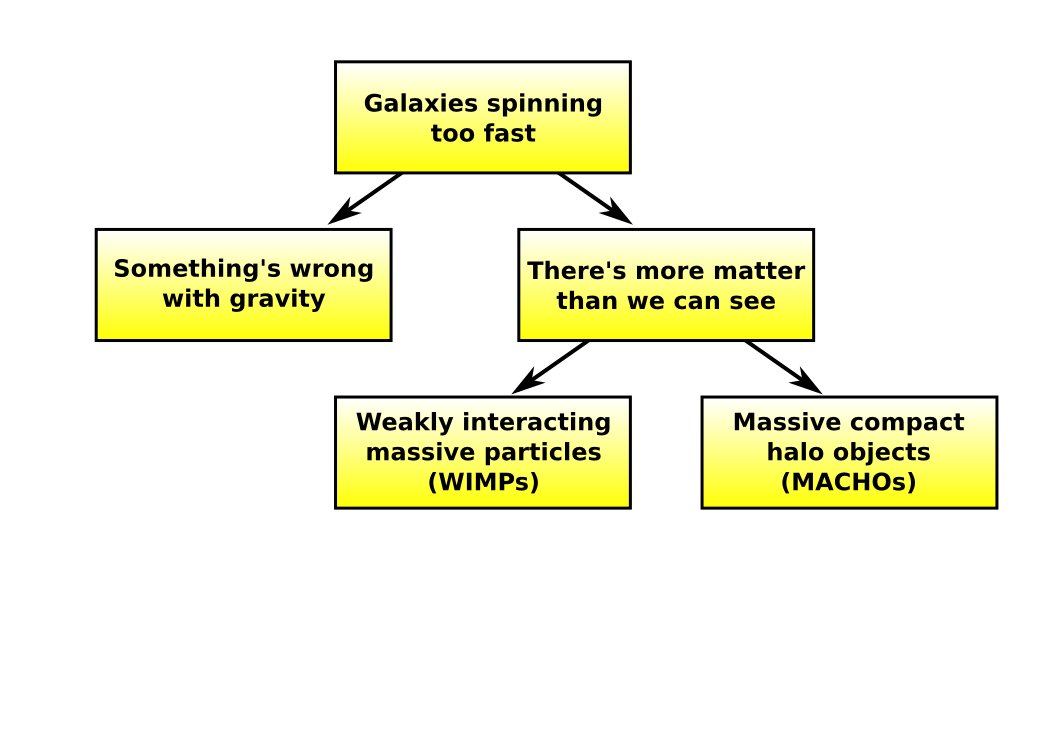 Galaxies spinning
too fast
Something's wrong
with gravity
There's more matter
than we can see
Weakly interacting
massive particles
(WIMPs)
Massive compact
halo objects
(MACHOs)